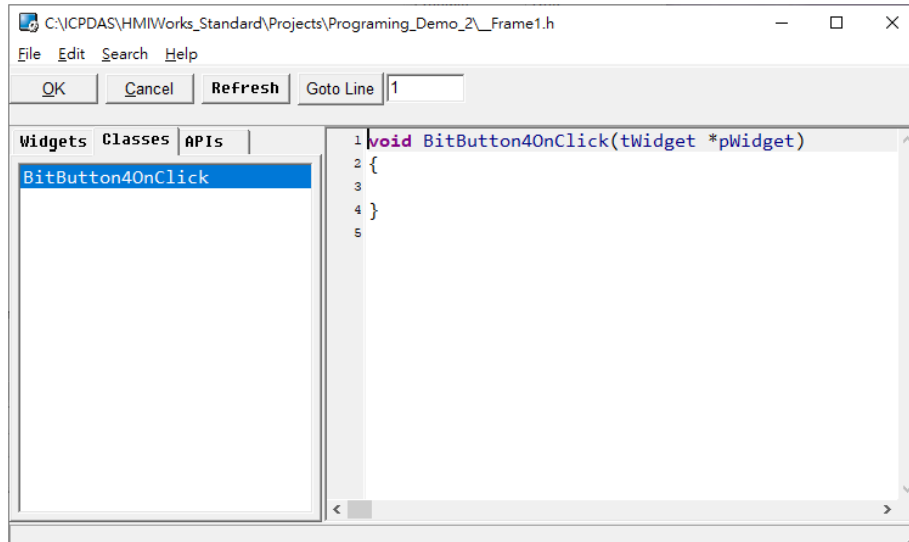 C:\ICPDAS\HMIWorks_Standard\Projects\Programing_Demo_2\__Frame1.h
File Edit Search Help
OK Cancel Refresh Goto Line 1
Widgets Classes APIs
BitButton4OnClick
1 void BitButton4OnClick(tWidget *pWidget)
2 {
3
4 }
5